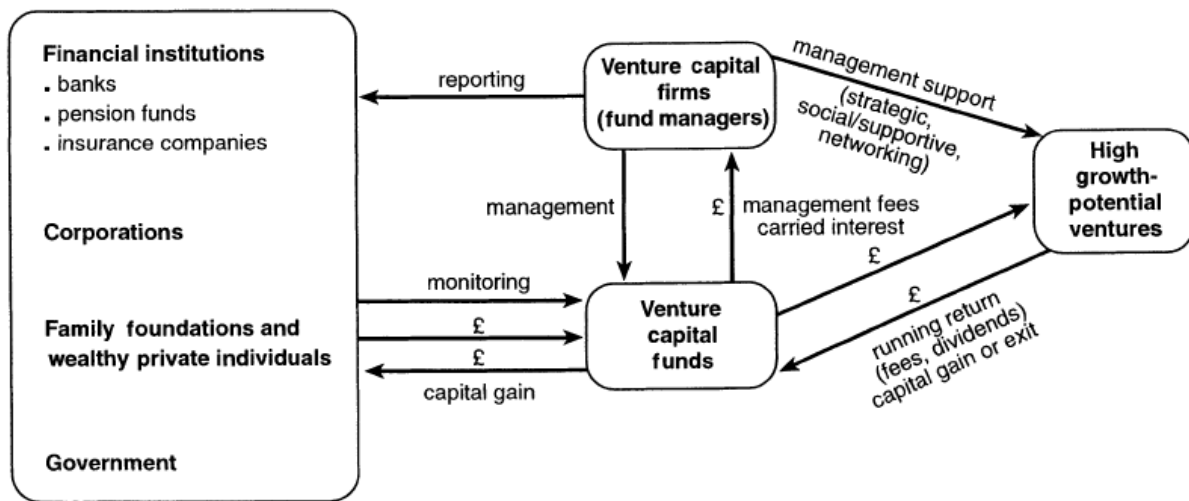 Financial institutions
. banks
. pension funds
. insurance companies
Corporations
Family foundations and
wealthy private individuals
Government
reporting
Venture capital
firms
(fund managers)
management support
(strategic,
social/supportive,
networking)
High
growth-
potential
ventures
management
£
management fees
carried interest
£
£
running return
(fees, dividends)
capital gain or exit
monitoring
£
£
capital gain
Venture
capital
funds